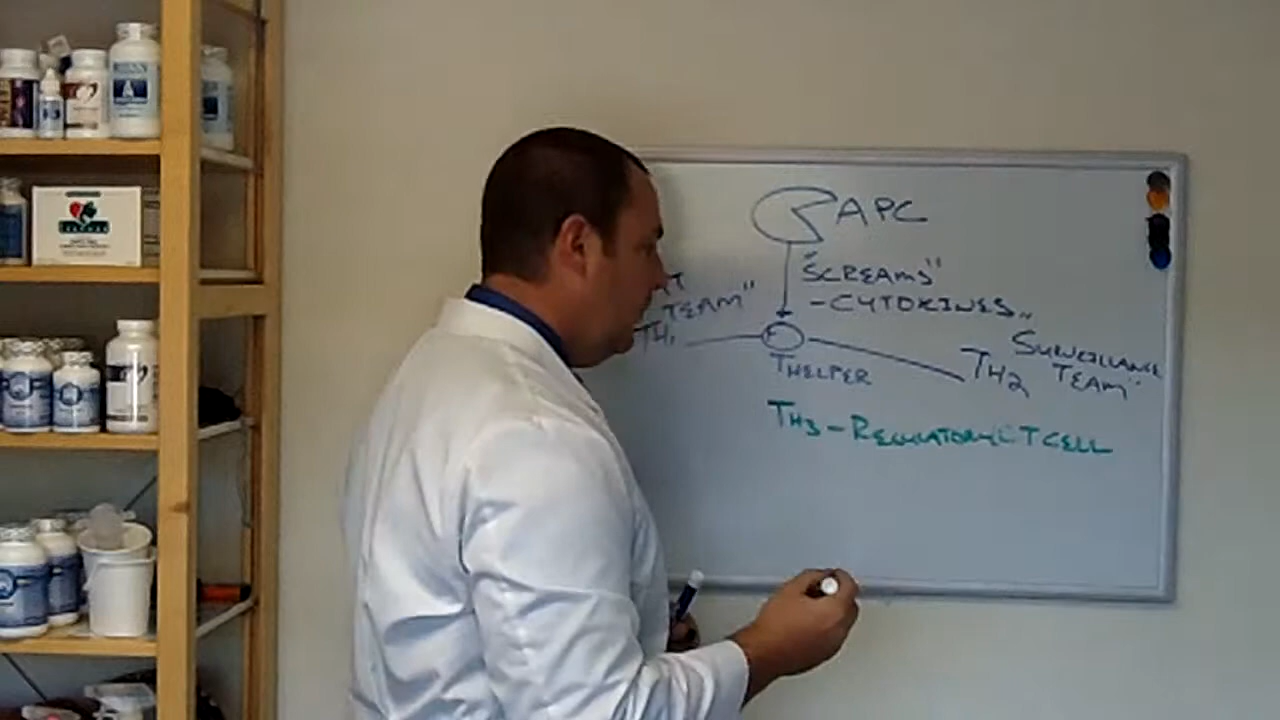 APC
"SCREAMS"
-CYTOKINES
TEAM"
TH1
THELPER
TH2
"SURVEILLANCE
TEAM"
TH3-REGULATORY T CELL